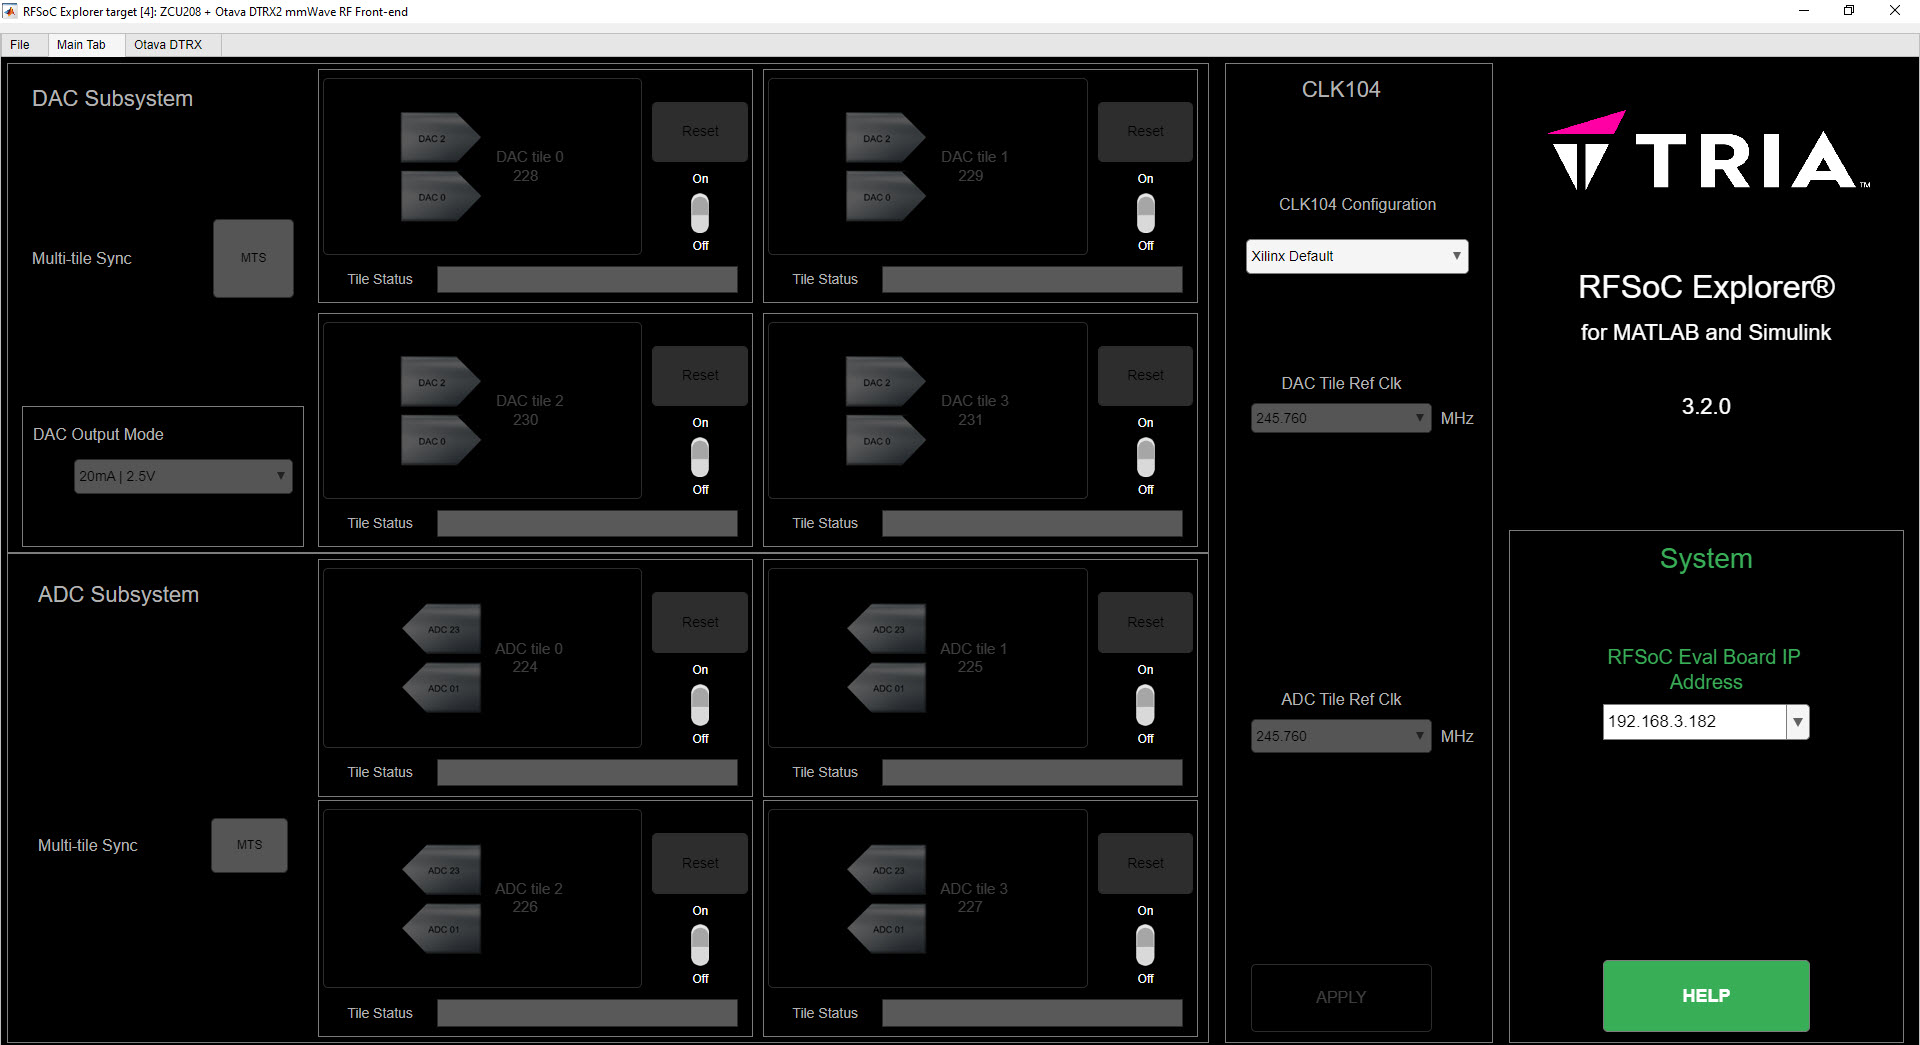 RFSoC Explorer target [4]: ZCU208 + Otava DTRX2 mmWave RF Front-end
File
Main Tab
Otava DTRX
DAC Subsystem
Multi-tile Sync
MTS
DAC Output Mode
20mA | 2.5V
DAC 2
DAC 0
DAC tile 0
228
Reset
On
Off
Tile Status
DAC 2
DAC 0
DAC tile 1
229
Reset
On
Off
Tile Status
DAC 2
DAC 0
DAC tile 2
230
Reset
On
Off
Tile Status
DAC 2
DAC 0
DAC tile 3
231
Reset
On
Off
Tile Status
ADC Subsystem
Multi-tile Sync
MTS
ADC 23
ADC 01
ADC tile 0
224
Reset
On
Off
Tile Status
ADC 23
ADC 01
ADC tile 1
225
Reset
On
Off
Tile Status
ADC 23
ADC 01
ADC tile 2
226
Reset
On
Off
Tile Status
ADC 23
ADC 01
ADC tile 3
227
Reset
On
Off
Tile Status
CLK104
CLK104 Configuration
Xilinx Default
DAC Tile Ref Clk
245.760 MHz
ADC Tile Ref Clk
245.760 MHz
APPLY
TRIA™
RFSoC Explorer®
for MATLAB and Simulink
3.2.0
System
RFSoC Eval Board IP
Address
192.168.3.182
HELP